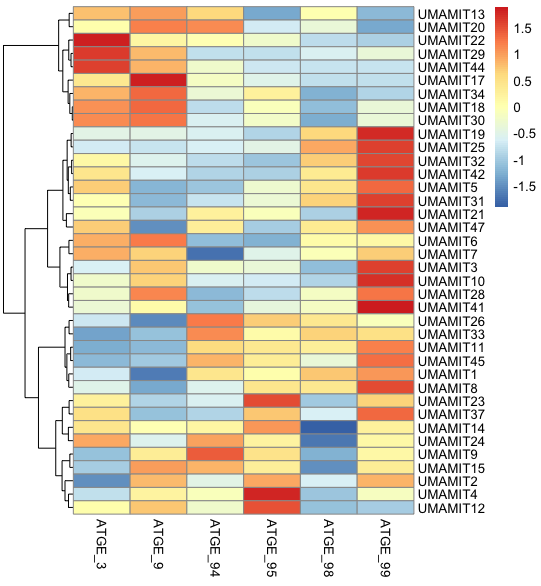 UMAMIT13
UMAMIT20
UMAMIT22
UMAMIT29
UMAMIT44
UMAMIT17
UMAMIT34
UMAMIT18
UMAMIT30
UMAMIT19
UMAMIT25
UMAMIT32
UMAMIT42
UMAMIT5
UMAMIT31
UMAMIT21
UMAMIT47
UMAMIT6
UMAMIT7
UMAMIT3
UMAMIT10
UMAMIT28
UMAMIT41
UMAMIT26
UMAMIT33
UMAMIT11
UMAMIT45
UMAMIT1
UMAMIT8
UMAMIT23
UMAMIT37
UMAMIT14
UMAMIT24
UMAMIT9
UMAMIT15
UMAMIT2
UMAMIT4
UMAMIT12
1.5
1
0.5
0
-0.5
-1
-1.5
ATGE_3
ATGE_9
ATGE_94
ATGE_95
ATGE_98
ATGE_99